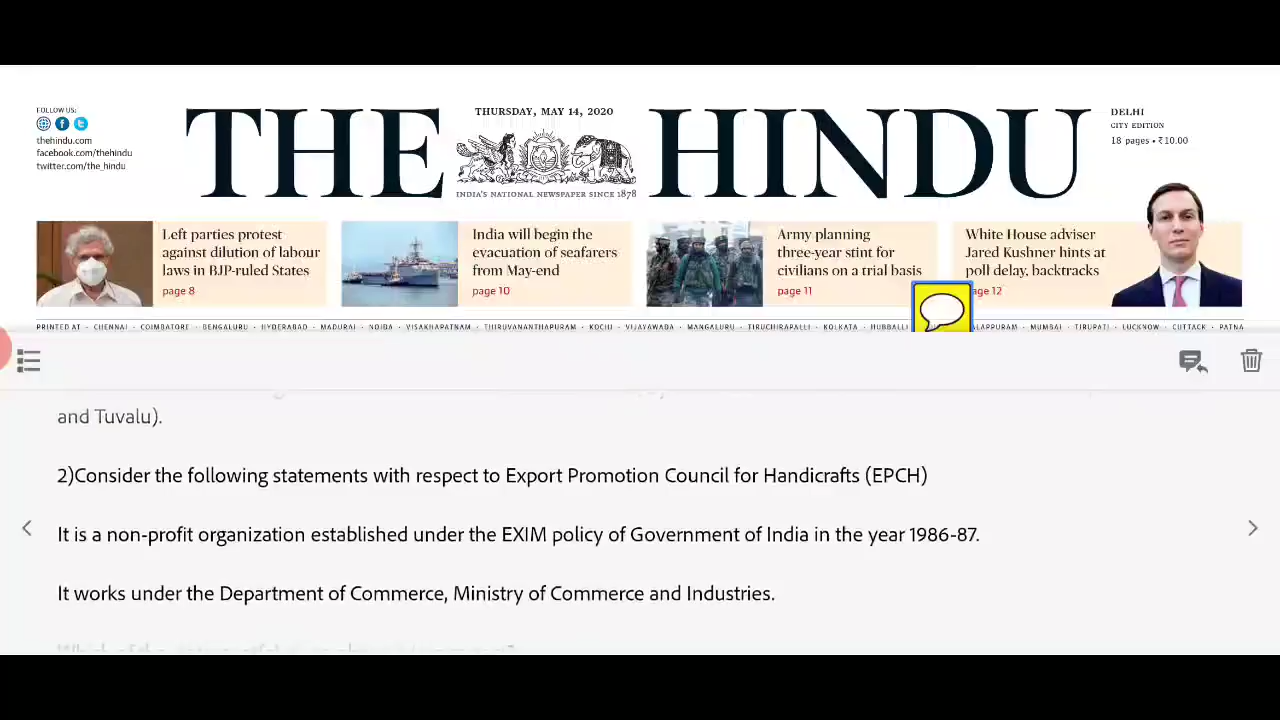 FOLLOW US:
thehindu.com
facebook.com/thehindu
twitter.com/the_hindu
THE HINDU
THURSDAY, MAY 14, 2020
INDIA'S NATIONAL NEWSPAPER SINCE 1878
DELHI
CITY EDITION
18 pages • ₹10.00
Left parties protest
against dilution of labour
laws in BJP-ruled States
page 8
India will begin the
evacuation of seafarers
from May-end
page 10
Army planning
three-year stint for
civilians on a trial basis
page 11
White House adviser
Jared Kushner hints at
poll delay, backtracks
page 12
PRINTED AT • CHENNAI • COIMBATORE • BENGALURU • HYDERABAD • MADURAI • NOIDA • VISAKHAPATNAM • THIRUVANANTHAPURAM • KOCHI • VIJAYAWADA • MANGALURU • TIRUCHIRAPALLI • KOLKATA • HUBBALLI • MUMBAI • TIRUPATI • LUCKNOW • CUTTACK • PATNA
and Tuvalu).
2)Consider the following statements with respect to Export Promotion Council for Handicrafts (EPCH)
It is a non-profit organization established under the EXIM policy of Government of India in the year 1986-87.
It works under the Department of Commerce, Ministry of Commerce and Industries.